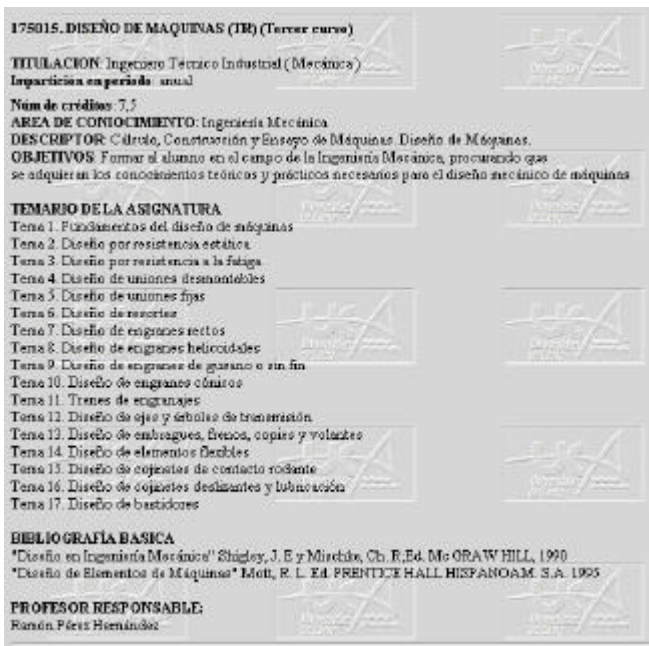 175015. DISEÑO DE MAQUINAS (TR) (Tercer curso)
TITULACION: Ingeniero Técnico Industrial (Mecánica)
Impartición en periodo: anual
Núm de créditos: 7,5
AREA DE CONIOCIMIENTO: Ingeniería Mecánica
DESCRIPTOR: Cálculo, Construcción y Ensayo de Máquinas. Diseño de Máquinas.
OBJETIVOS: Formar al alumno en el campo de la Ingeniería Mecánica, procurando que
se adquieran los conocimientos teóricos y prácticos necesarios para el diseño mecánico de máquinas
TEMARIO DE LA ASIGNATURA
Tema 1. Fundamentos del diseño de máquinas
Tema 2. Diseño por resistencia estática
Tema 3. Diseño por resistencia a la fatiga
Tema 4. Diseño de uniones desmontables
Tema 5. Diseño de uniones fijas
Tema 6. Diseño de resortes
Tema 7. Diseño de engranes rectos
Tema 8. Diseño de engranes helicoidales
Tema 9. Diseño de engranes de gusano o sin fin
Tema 10. Diseño de engranes cónicos
Tema 11. Trenes de engranajes
Tema 12. Diseño de ejes y árboles de transmisión
Tema 13. Diseño de embragues, frenos, coples y volantes
Tema 14. Diseño de elementos flexibles
Tema 15. Diseño de cojinetes de contacto rodante
Tema 16. Diseño de cojinetes deslizantes y lubricación
Tema 17. Diseño de bastidores
BIBLIOGRAFÍA BASICA
"Diseño en Ingeniería Mecánica" Shigley, J. E y Mischke, Ch. R,Ed. Mc GRAW HILL, 1990
"Diseño de Elementos de Máquinas" Mott, R. L. Ed. PRENTICE HALL HISPANOAM. S.A. 1995
PROFESOR RESPONSABLE:
Ramón Pérez Hernández